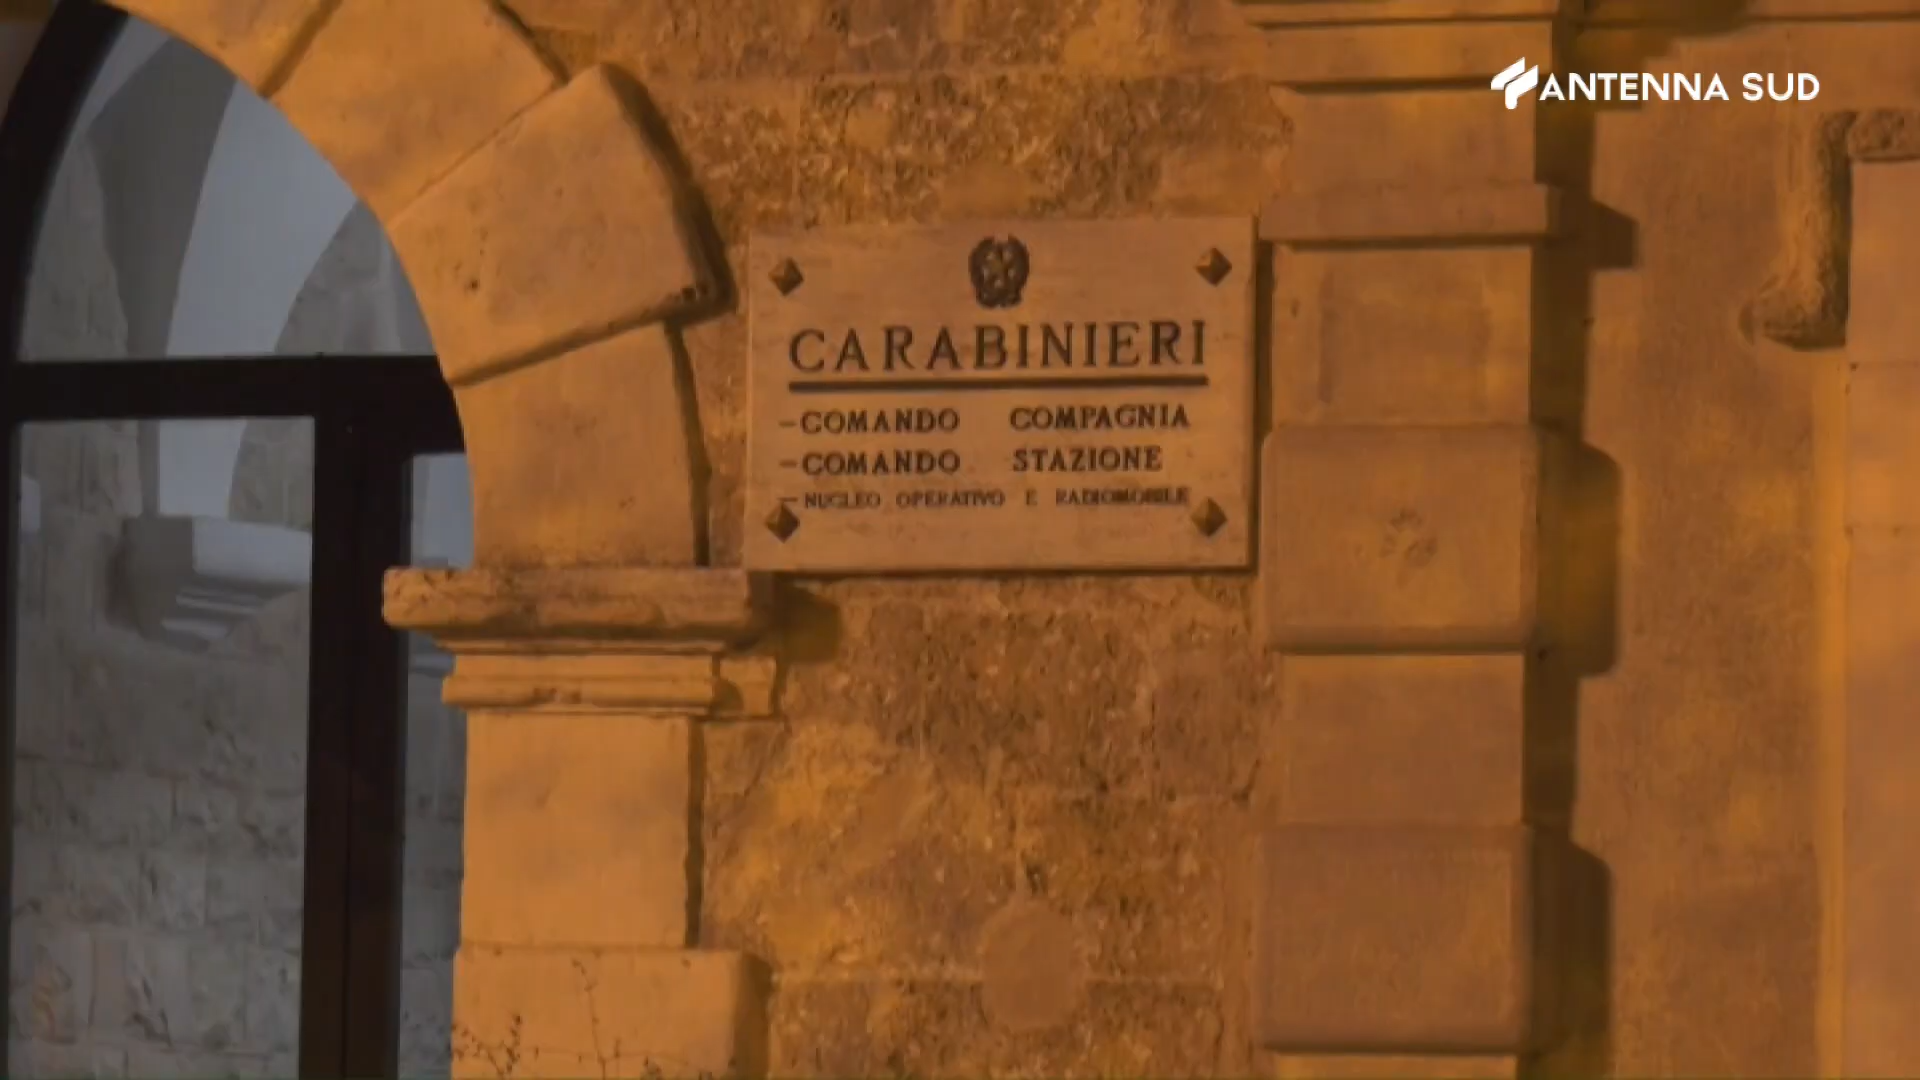 ANTENNA SUD
CARABINIERI
-COMANDO COMPAGNIA
-COMANDO STAZIONE
-NUCLEO OPERATIVO E RADIOMOBILE